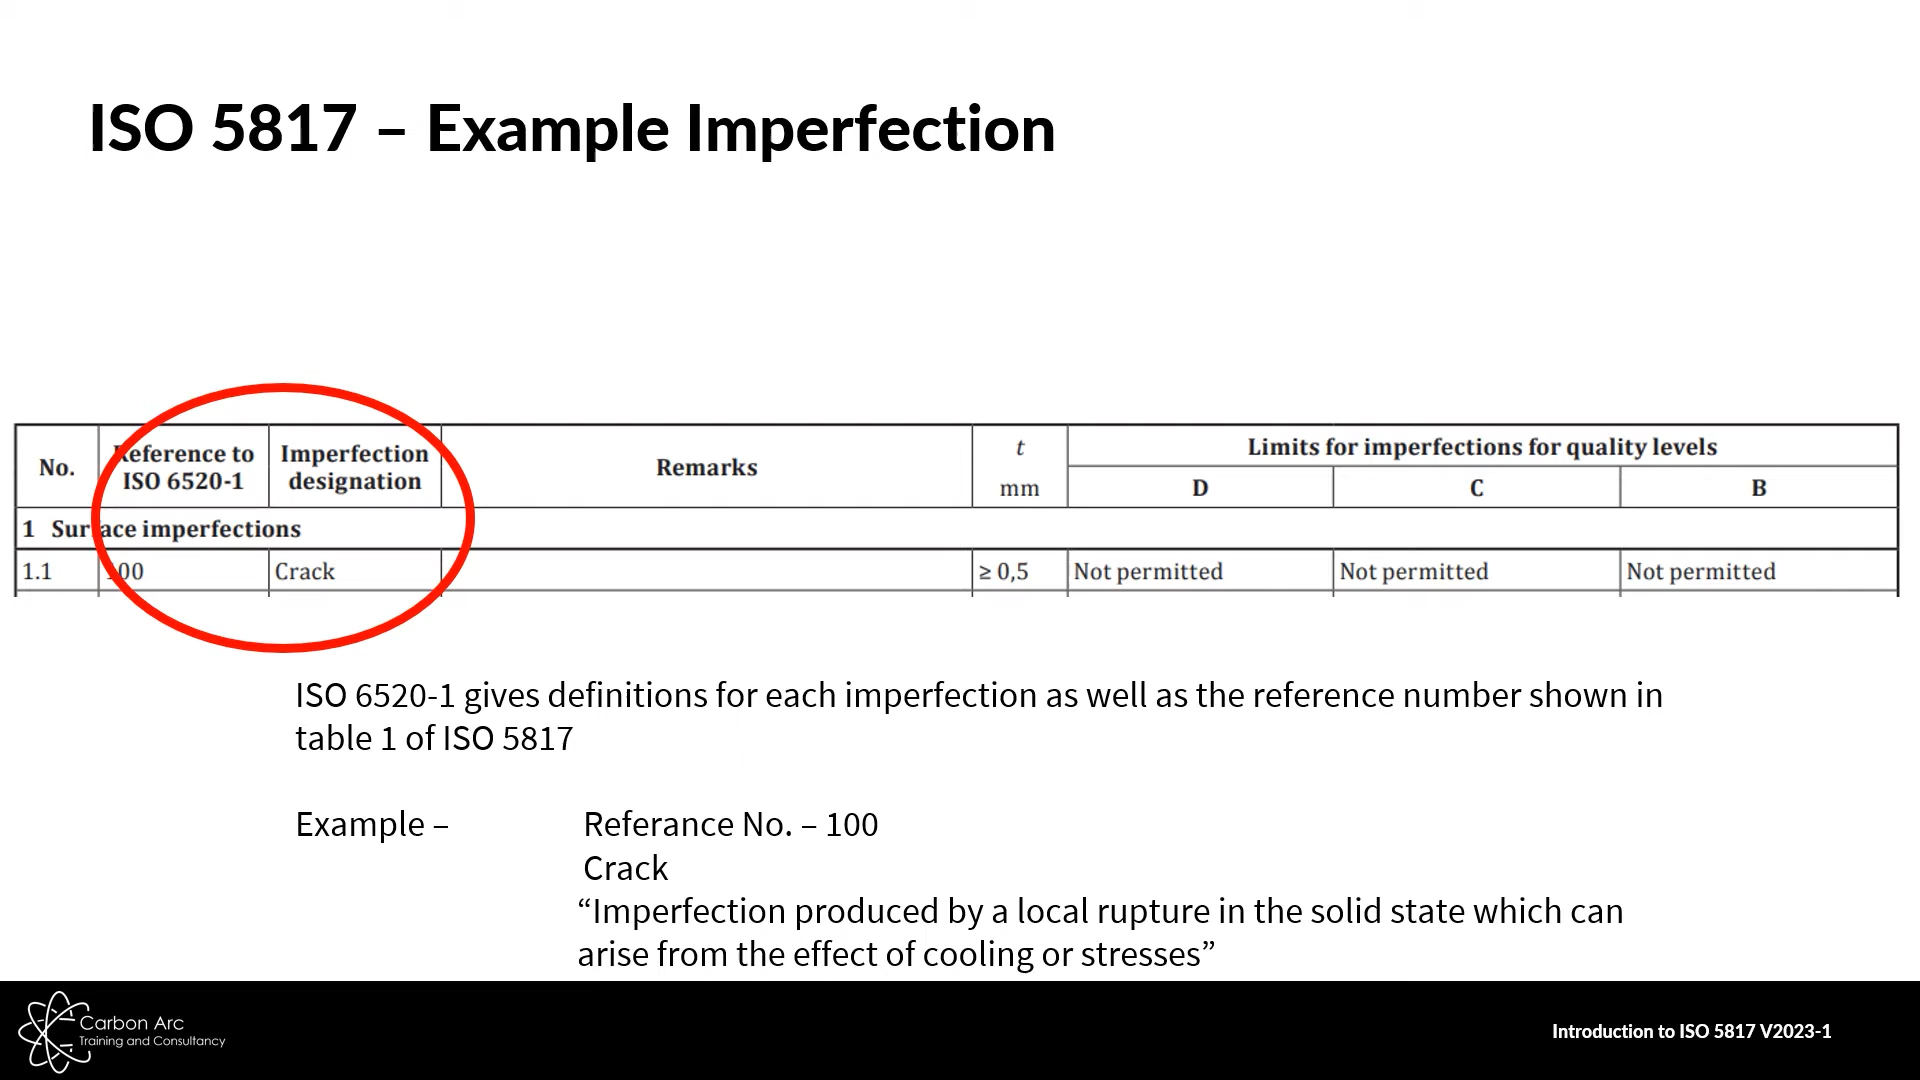 ISO 5817 – Example Imperfection
No. Reference to ISO 6520-1 Imperfection designation Remarks t mm Limits for imperfections for quality levels
D C B
1 Surface imperfections
1.1 100 Crack ≥ 0,5 Not permitted Not permitted Not permitted
ISO 6520-1 gives definitions for each imperfection as well as the reference number shown in
table 1 of ISO 5817
Example – Referance No. – 100
Crack
“Imperfection produced by a local rupture in the solid state which can
arise from the effect of cooling or stresses”
Carbon Arc
Training and Consultancy
Introduction to ISO 5817 V2023-1